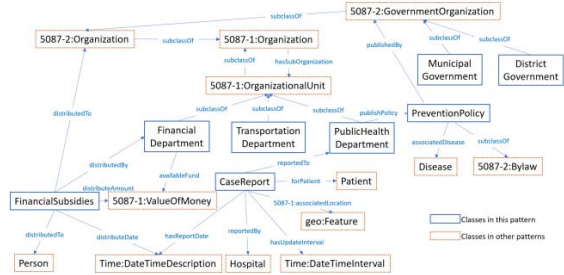 subclassOf
5087-2:GovernmentOrganization
5087-2:Organization
subclassOf
5087-1:Organization
publishedBy
subclassOf
subclassOf
subclassOf
hasSubOrganization
Municipal
Government
District
Government
5087-1:OrganizationalUnit
distributedTo
subclassOf
subclassOf
subclassOf
publishPolicy
PreventionPolicy
Financial
Department
Transportation
Department
PublicHealth
Department
associatedDisease
subclassOf
distributedBy
availableFund
reportedTo
Disease
5087-2:Bylaw
CaseReport
forPatient
Patient
distributeAmount
FinancialSubsidies
5087-1:ValueOfMoney
5087-1:associatedLocation
geo:Feature
Classes in this pattern
Classes in other patterns
distributedTo
distributeDate
hasReportDate
reportedBy
hasUpdateInterval
Person
Time:DateTimeDescription
Hospital
Time:DateTimeInterval